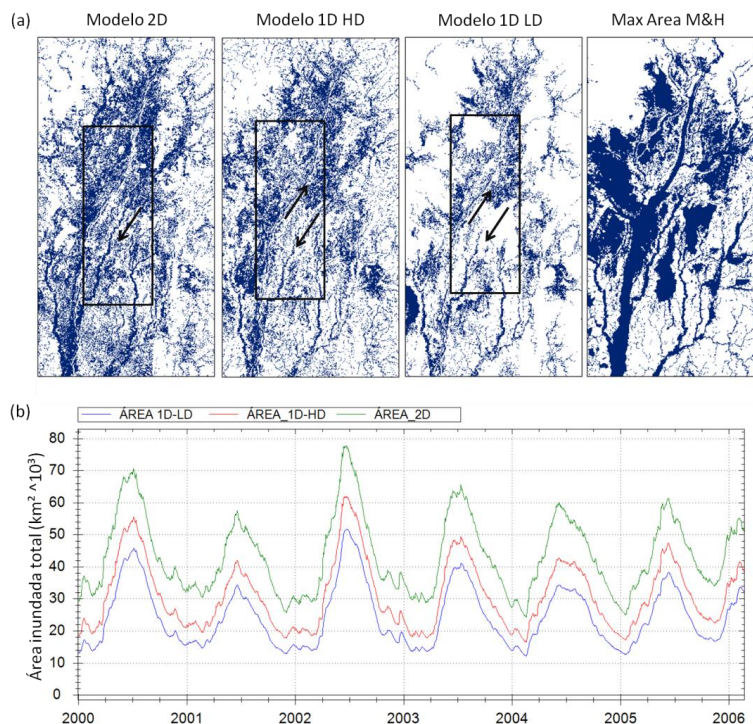 Modelo 2D Modelo 1D HD Modelo 1D LD Max Area M&H
(a)
(b)
ÁREA 1D-LD ÁREA_1D-HD ÁREA_2D
Área inundada total (km² ^10³)
80
70
60
50
40
30
20
10
0
2000 2001 2002 2003 2004 2005 2006